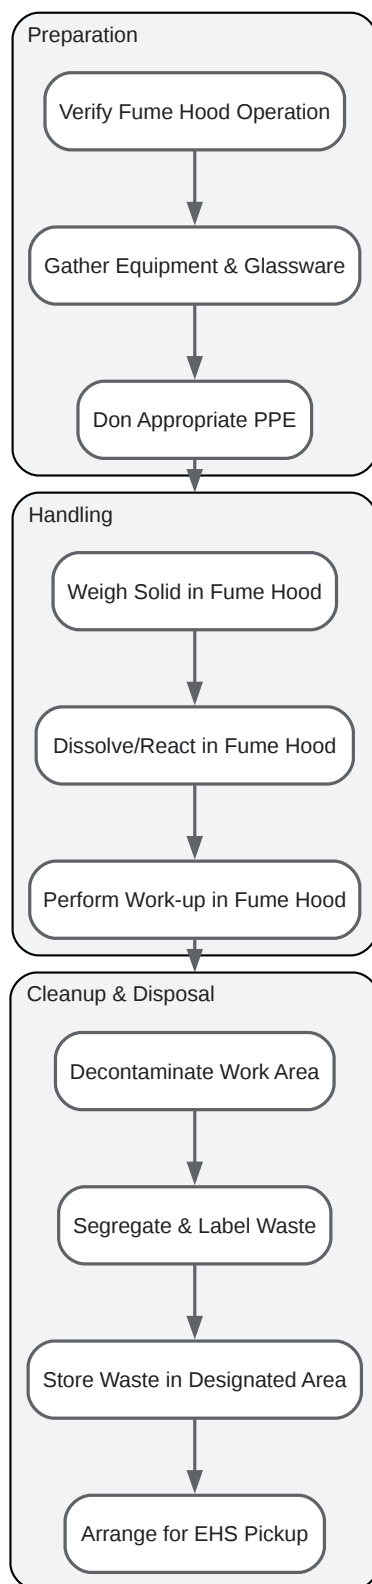 Preparation
Verify Fume Hood Operation
Gather Equipment & Glassware
Don Appropriate PPE
Handling
Weigh Solid in Fume Hood
Dissolve/React in Fume Hood
Perform Work-up in Fume Hood
Cleanup & Disposal
Decontaminate Work Area
Segregate & Label Waste
Store Waste in Designated Area
Arrange for EHS Pickup